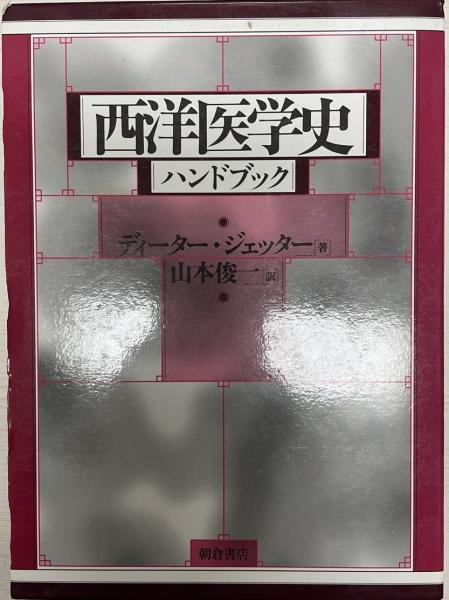 西洋医学史
ハンドブック
ディーター・ジェッター[著]
山本俊一[訳]
朝倉書店